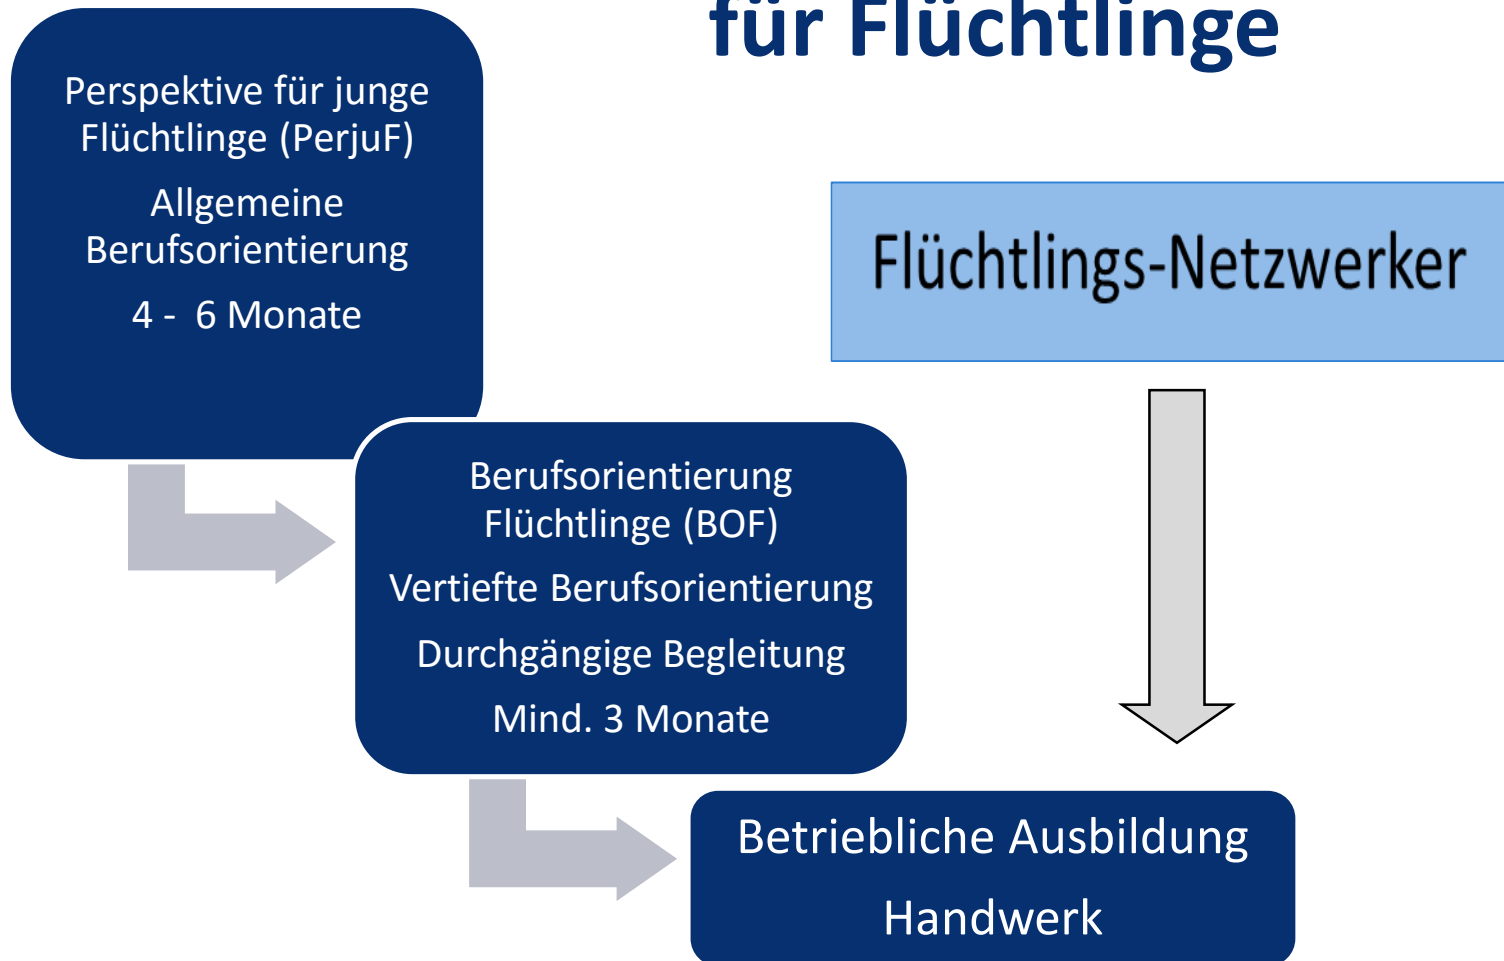 für Flüchtlinge
Perspektive für junge
Flüchtlinge (PerjuF)
Allgemeine
Berufsorientierung
4 - 6 Monate
Flüchtlings-Netzwerker
Berufsorientierung
Flüchtlinge (BOF)
Vertiefte Berufsorientierung
Durchgängige Begleitung
Mind. 3 Monate
Betriebliche Ausbildung
Handwerk